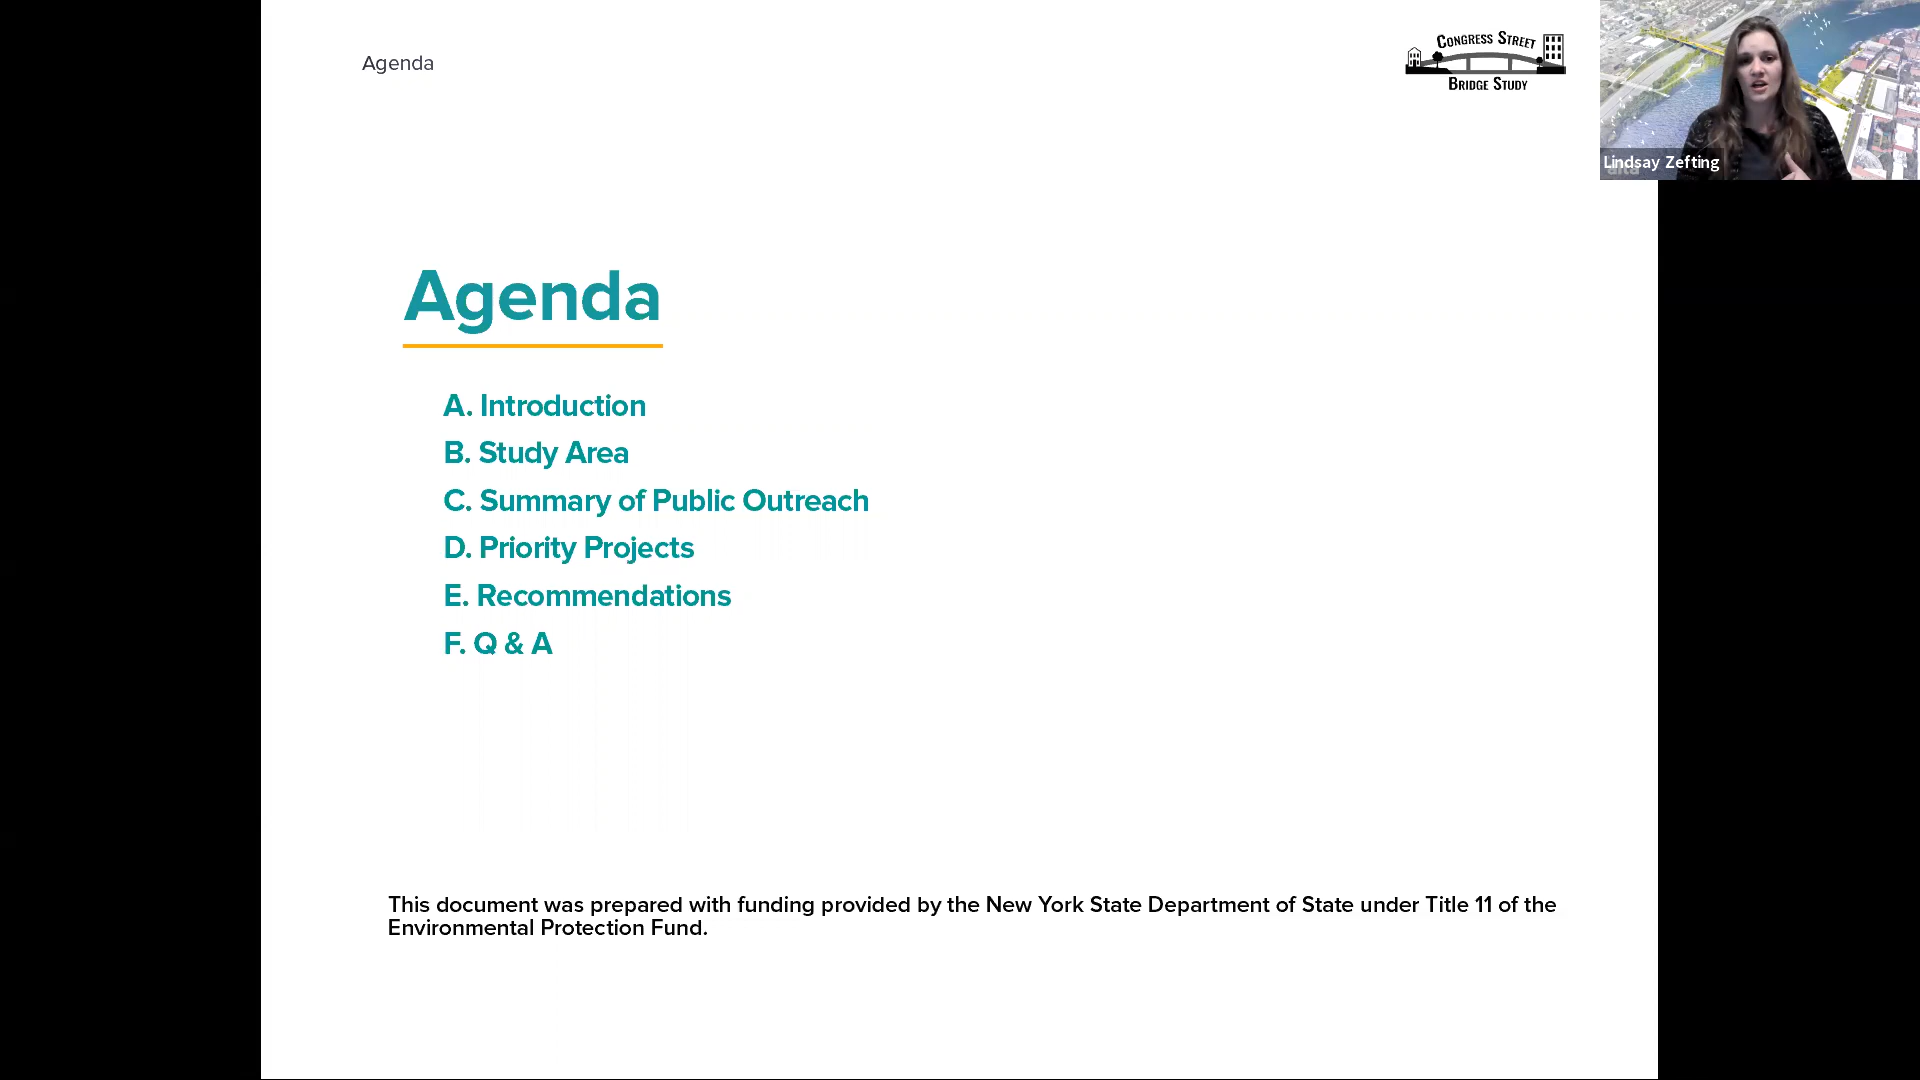 Agenda
CONGRESS STREET
BRIDGE STUDY
Lindsay Zefting
alta
Agenda
A. Introduction
B. Study Area
C. Summary of Public Outreach
D. Priority Projects
E. Recommendations
F. Q & A
This document was prepared with funding provided by the New York State Department of State under Title 11 of the
Environmental Protection Fund.